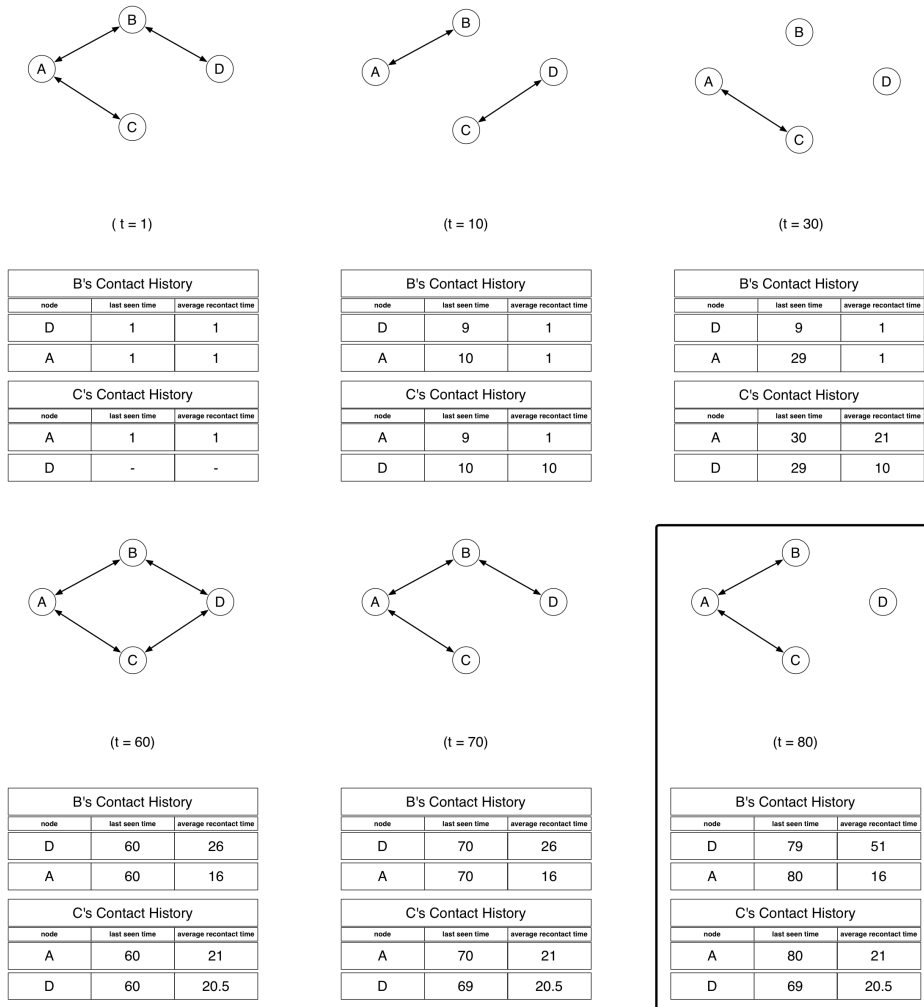 B
A
D
C
( t = 1)
B
A
D
C
(t = 10)
B
A
D
C
(t = 30)
B's Contact History
node last seen time average recontact time
D 1 1
A 1 1
C's Contact History
node last seen time average recontact time
A 1 1
D - -
B's Contact History
node last seen time average recontact time
D 9 1
A 10 1
C's Contact History
node last seen time average recontact time
A 9 1
D 10 10
B's Contact History
node last seen time average recontact time
D 9 1
A 29 1
C's Contact History
node last seen time average recontact time
A 30 21
D 29 10
B
A
D
C
(t = 60)
B
A
D
C
(t = 70)
B
A
D
C
(t = 80)
B's Contact History
node last seen time average recontact time
D 60 26
A 60 16
C's Contact History
node last seen time average recontact time
A 60 21
D 60 20.5
B's Contact History
node last seen time average recontact time
D 70 26
A 70 16
C's Contact History
node last seen time average recontact time
A 70 21
D 69 20.5
B's Contact History
node last seen time average recontact time
D 79 51
A 80 16
C's Contact History
node last seen time average recontact time
A 80 21
D 69 20.5